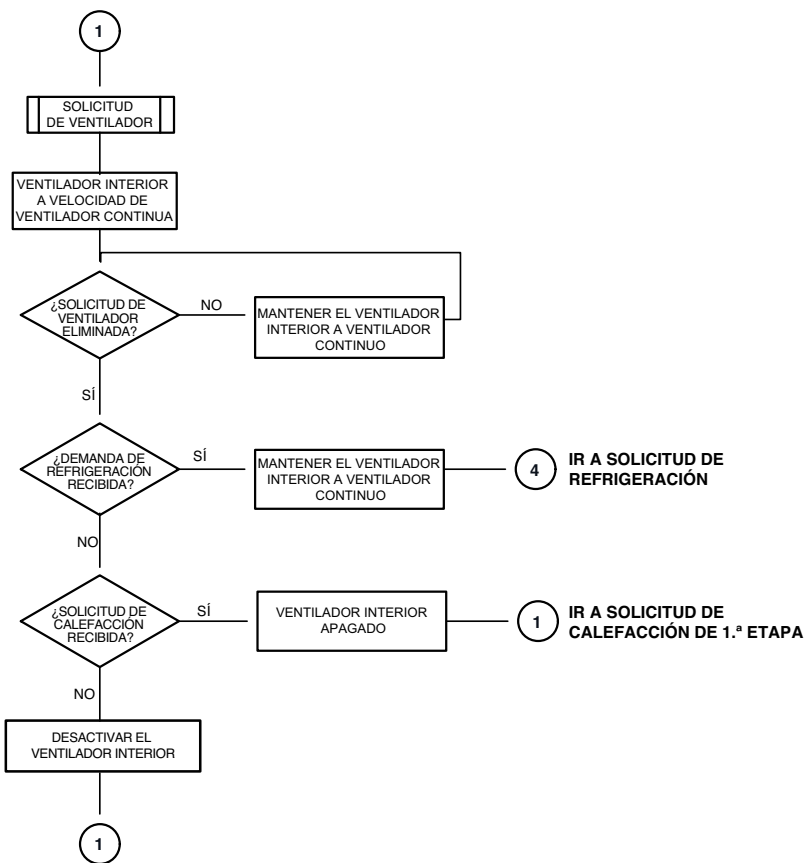 1
SOLICITUD
DE VENTILADOR
VENTILADOR INTERIOR
A VELOCIDAD DE
VENTILADOR CONTINUA
¿SOLICITUD DE
VENTILADOR
ELIMINADA?
NO
MANTENER EL VENTILADOR
INTERIOR A VENTILADOR
CONTINUO
SÍ
¿DEMANDA DE
REFRIGERACIÓN
RECIBIDA?
SÍ
MANTENER EL VENTILADOR
INTERIOR A VENTILADOR
CONTINUO
4
IR A SOLICITUD DE
REFRIGERACIÓN
NO
¿SOLICITUD DE
CALEFACCIÓN
RECIBIDA?
SÍ
VENTILADOR INTERIOR
APAGADO
1
IR A SOLICITUD DE
CALEFACCIÓN DE 1.ª ETAPA
NO
DESACTIVAR EL
VENTILADOR INTERIOR
1